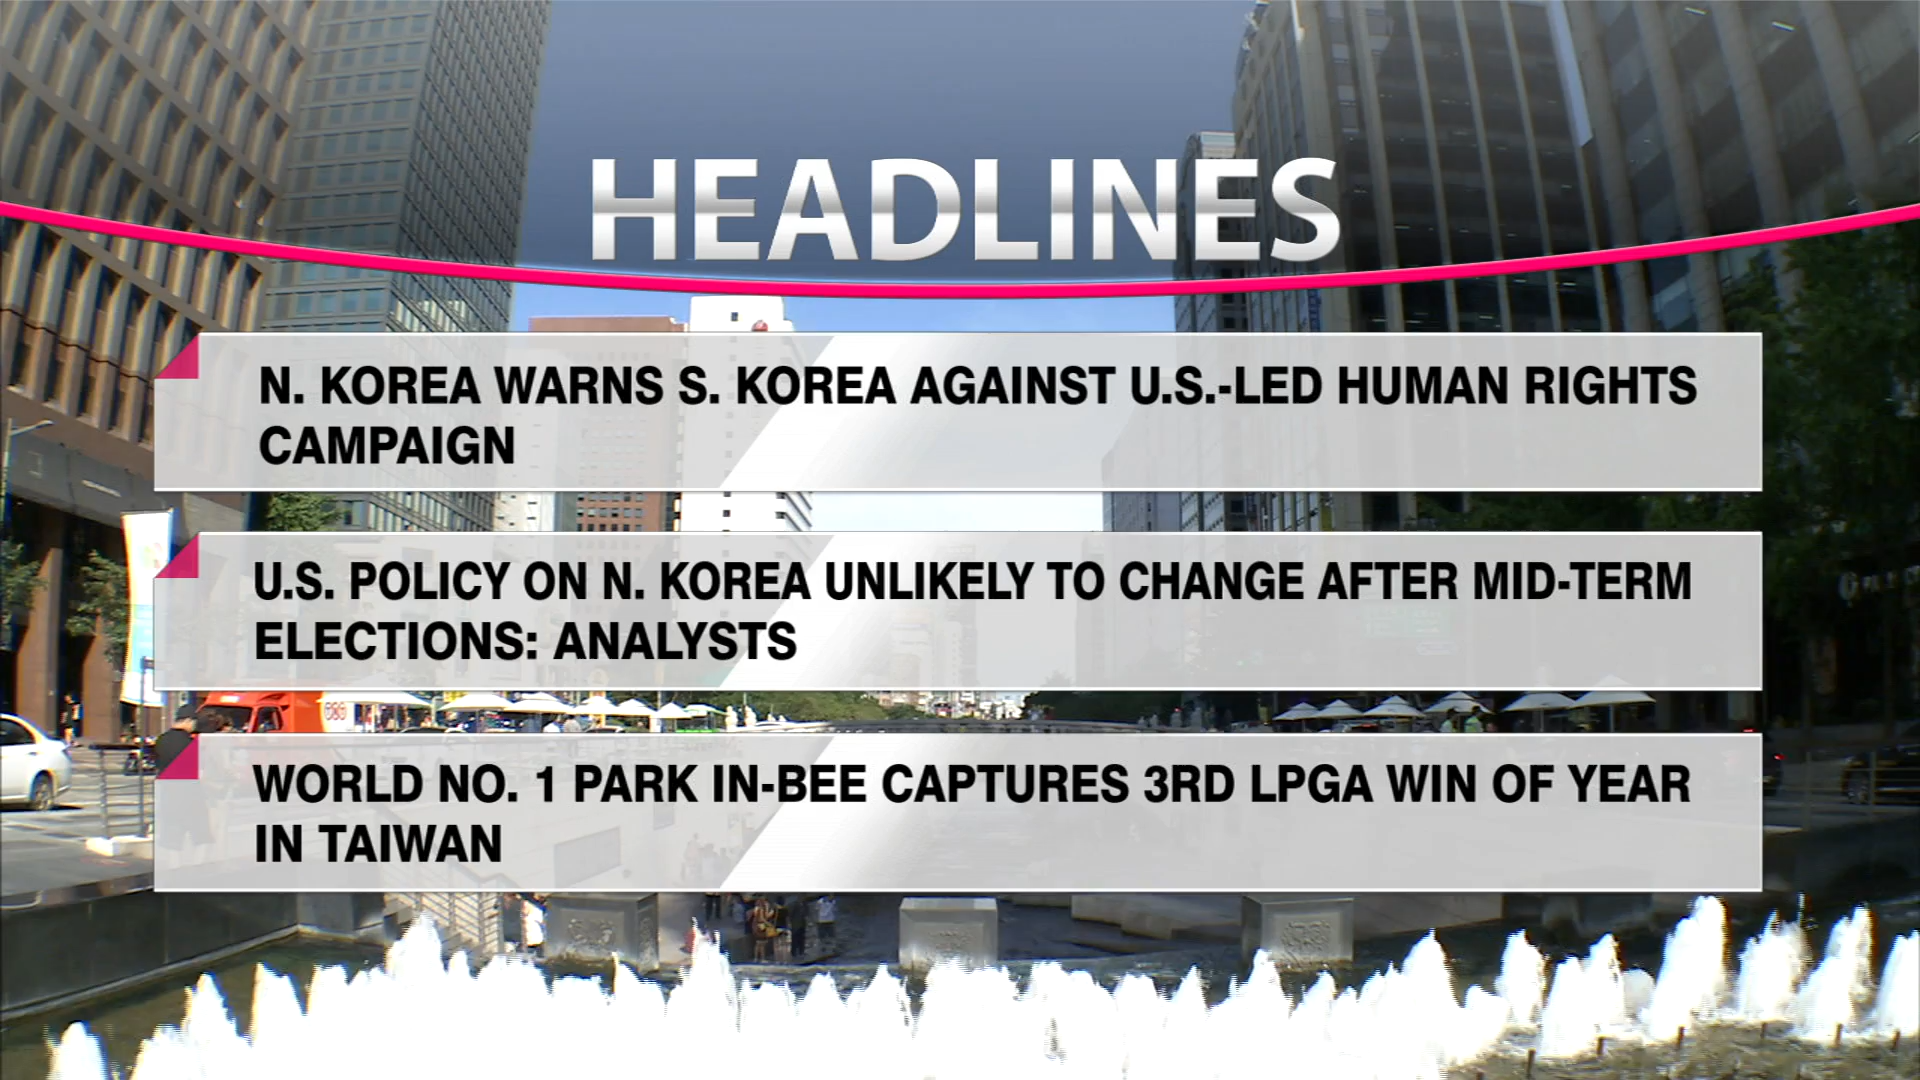 HEADLINES
N. KOREA WARNS S. KOREA AGAINST U.S.-LED HUMAN RIGHTS
CAMPAIGN
U.S. POLICY ON N. KOREA UNLIKELY TO CHANGE AFTER MID-TERM
ELECTIONS: ANALYSTS
WORLD NO. 1 PARK IN-BEE CAPTURES 3RD LPGA WIN OF YEAR
IN TAIWAN